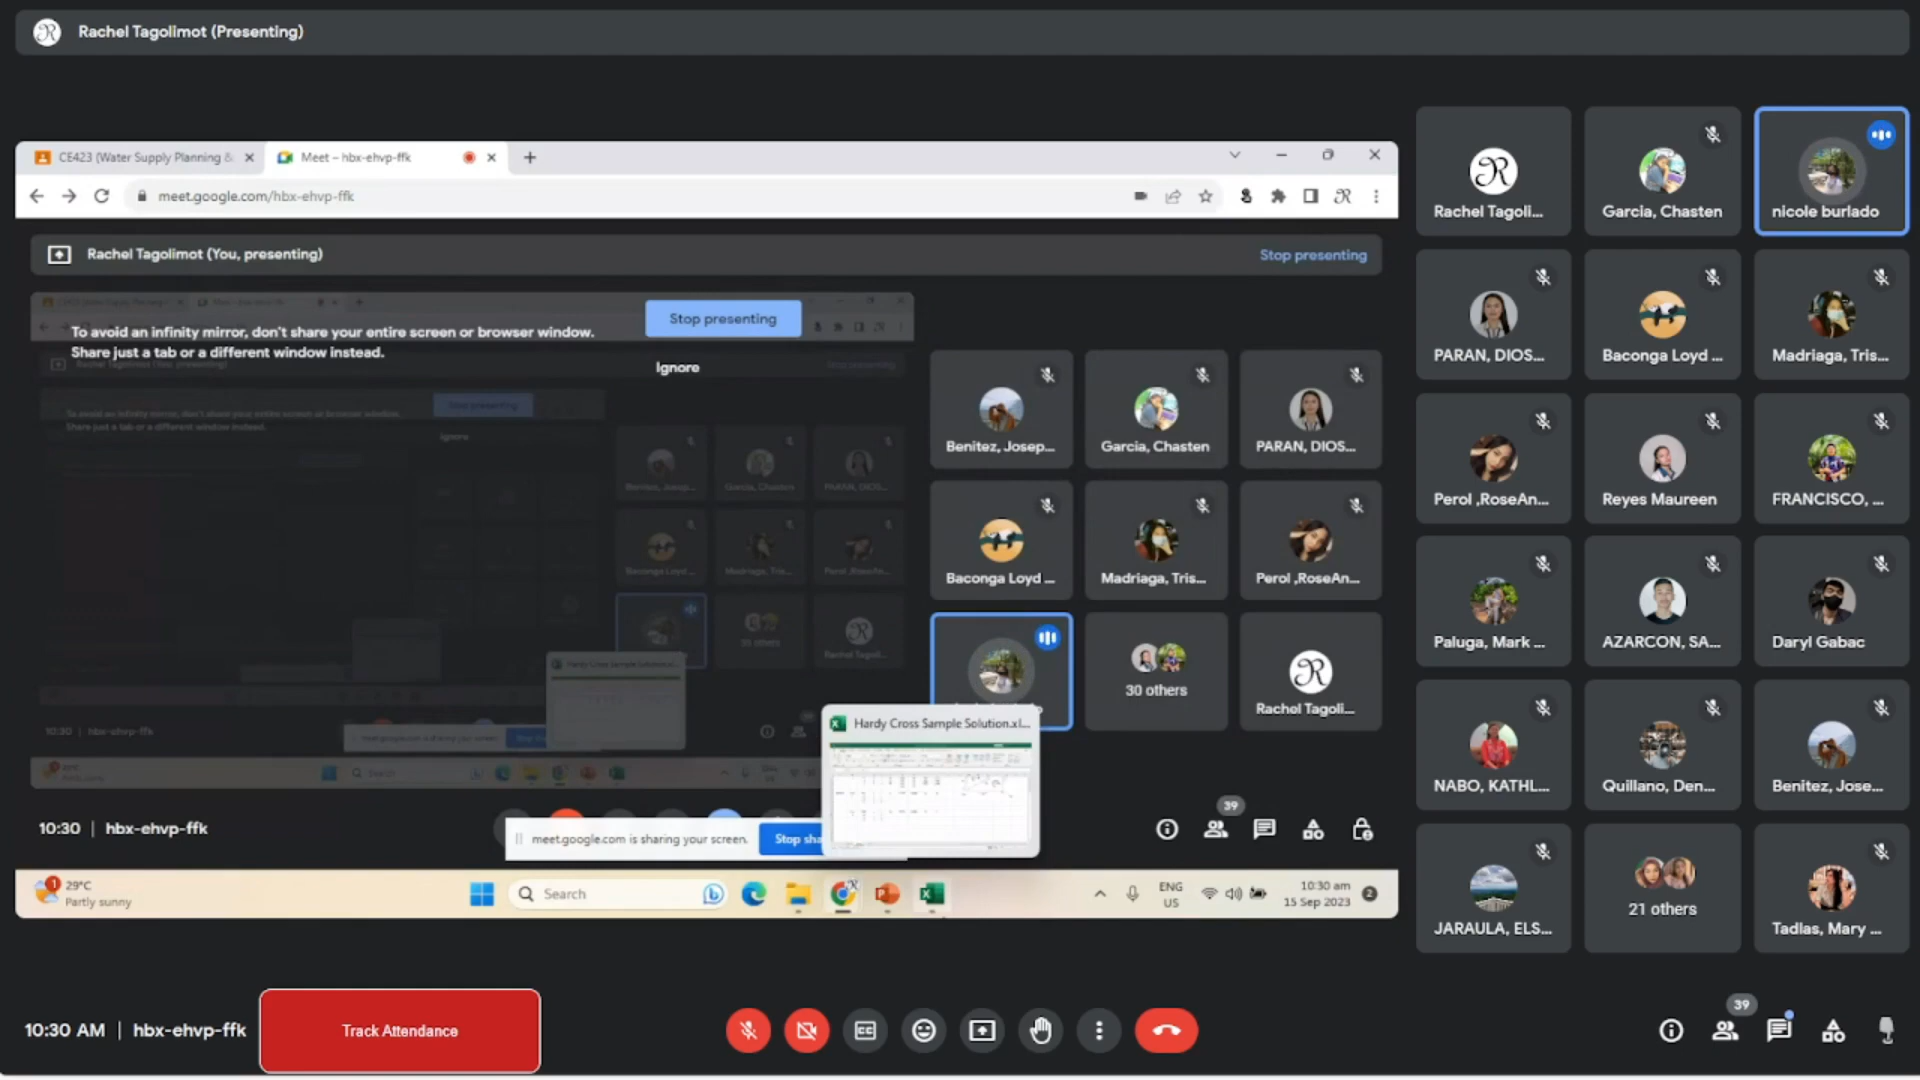 Rachel Tagolimot (Presenting)
CE423 (Water Supply Planning &
Meet – hbx-ehvp-ffk
meet.google.com/hbx-ehvp-ffk
Rachel Tagolimot (You, presenting)
Stop presenting
To avoid an infinity mirror, don't share your entire screen or browser window.
Share just a tab or a different window instead.
Stop presenting
Ignore
Benitez, Josep...
Garcia, Chasten
PARAN, DIOS...
Baconga Loyd ...
Madriaga, Tris...
Perol ,RoseAn...
30 others
Rachel Tagoli...
Hardy Cross Sample Solution.xl...
10:30 | hbx-ehvp-ffk
meet.google.com is sharing your screen.
Stop sha
39
1
29°C
Partly sunny
Search
ENG
US
10:30 am
15 Sep 2023
2
Rachel Tagoli...
Garcia, Chasten
nicole burlado
PARAN, DIOS...
Baconga Loyd ...
Madriaga, Tris...
Perol ,RoseAn...
Reyes Maureen
FRANCISCO, ...
Paluga, Mark ...
AZARCON, SA...
Daryl Gabac
NABO, KATHL...
Quillano, Den...
Benitez, Jose...
JARAULA, ELS...
21 others
Tadlas, Mary ...
10:30 AM | hbx-ehvp-ffk
Track Attendance
39